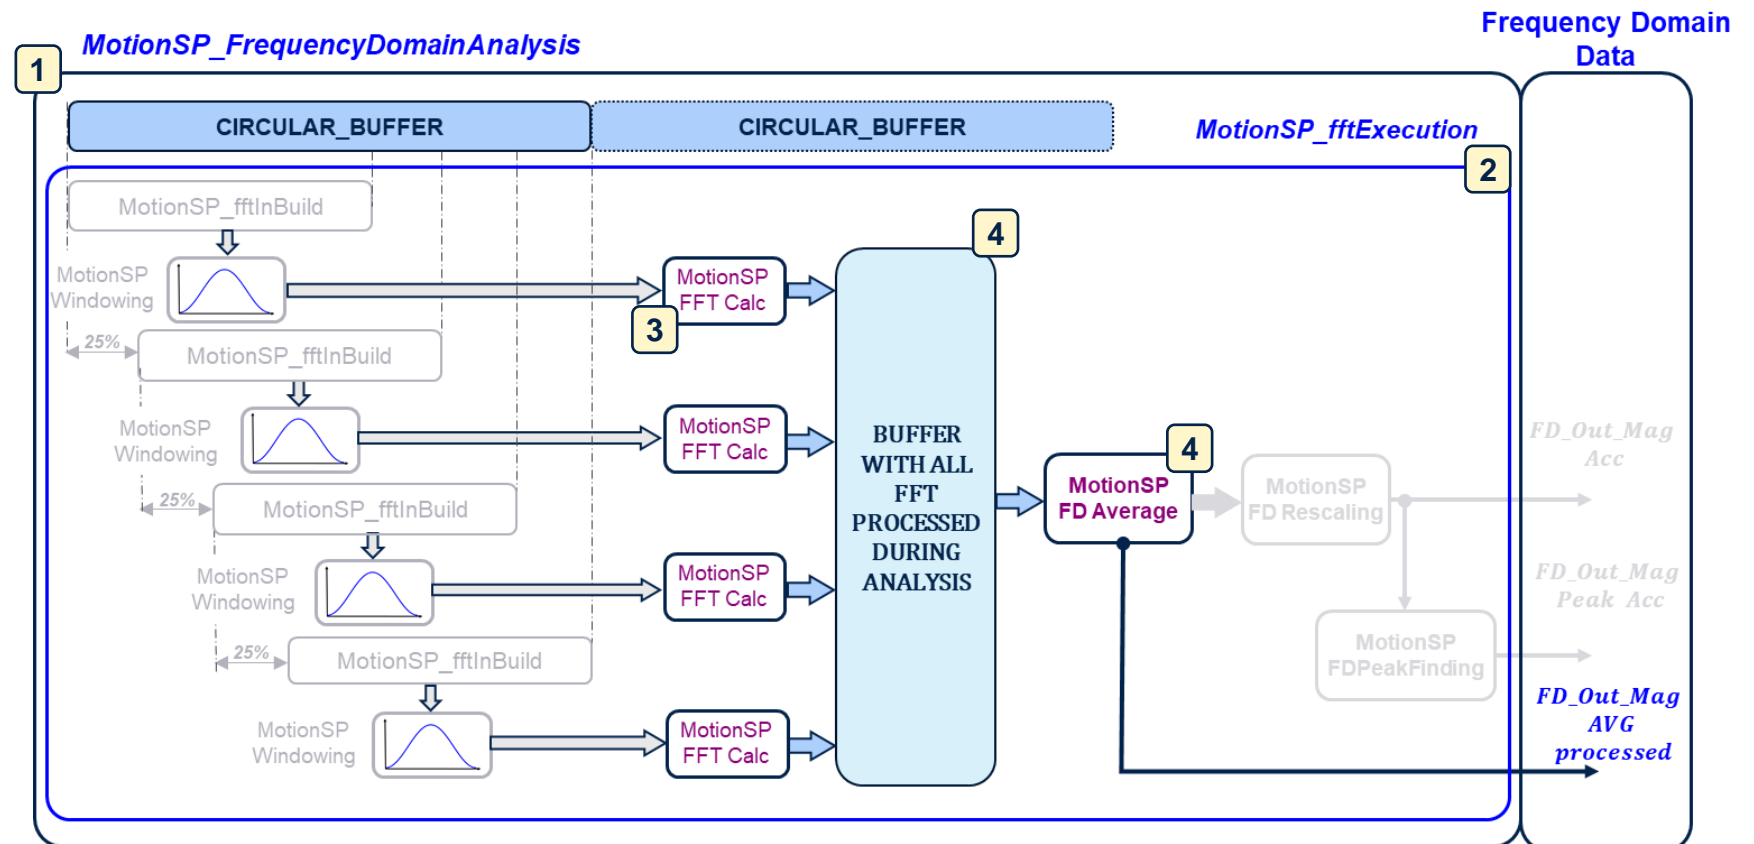 MotionSP_FrequencyDomainAnalysis
Frequency Domain
Data
1
CIRCULAR_BUFFER
CIRCULAR_BUFFER
MotionSP_fftExecution
2
MotionSP_fftInBuild
4
MotionSP
Windowing
MotionSP
FFT Calc
3
25%
MotionSP_fftInBuild
MotionSP
Windowing
MotionSP
FFT Calc
BUFFER
WITH ALL
FFT
PROCESSED
DURING
ANALYSIS
4
MotionSP
FD Average
MotionSP
FD Rescaling
FD_Out_Mag
Acc
25%
MotionSP_fftInBuild
MotionSP
Windowing
MotionSP
FFT Calc
FD_Out_Mag
Peak Acc
25%
MotionSP_fftInBuild
MotionSP
FDPeakFinding
MotionSP
Windowing
MotionSP
FFT Calc
FD_Out_Mag
AVG
processed